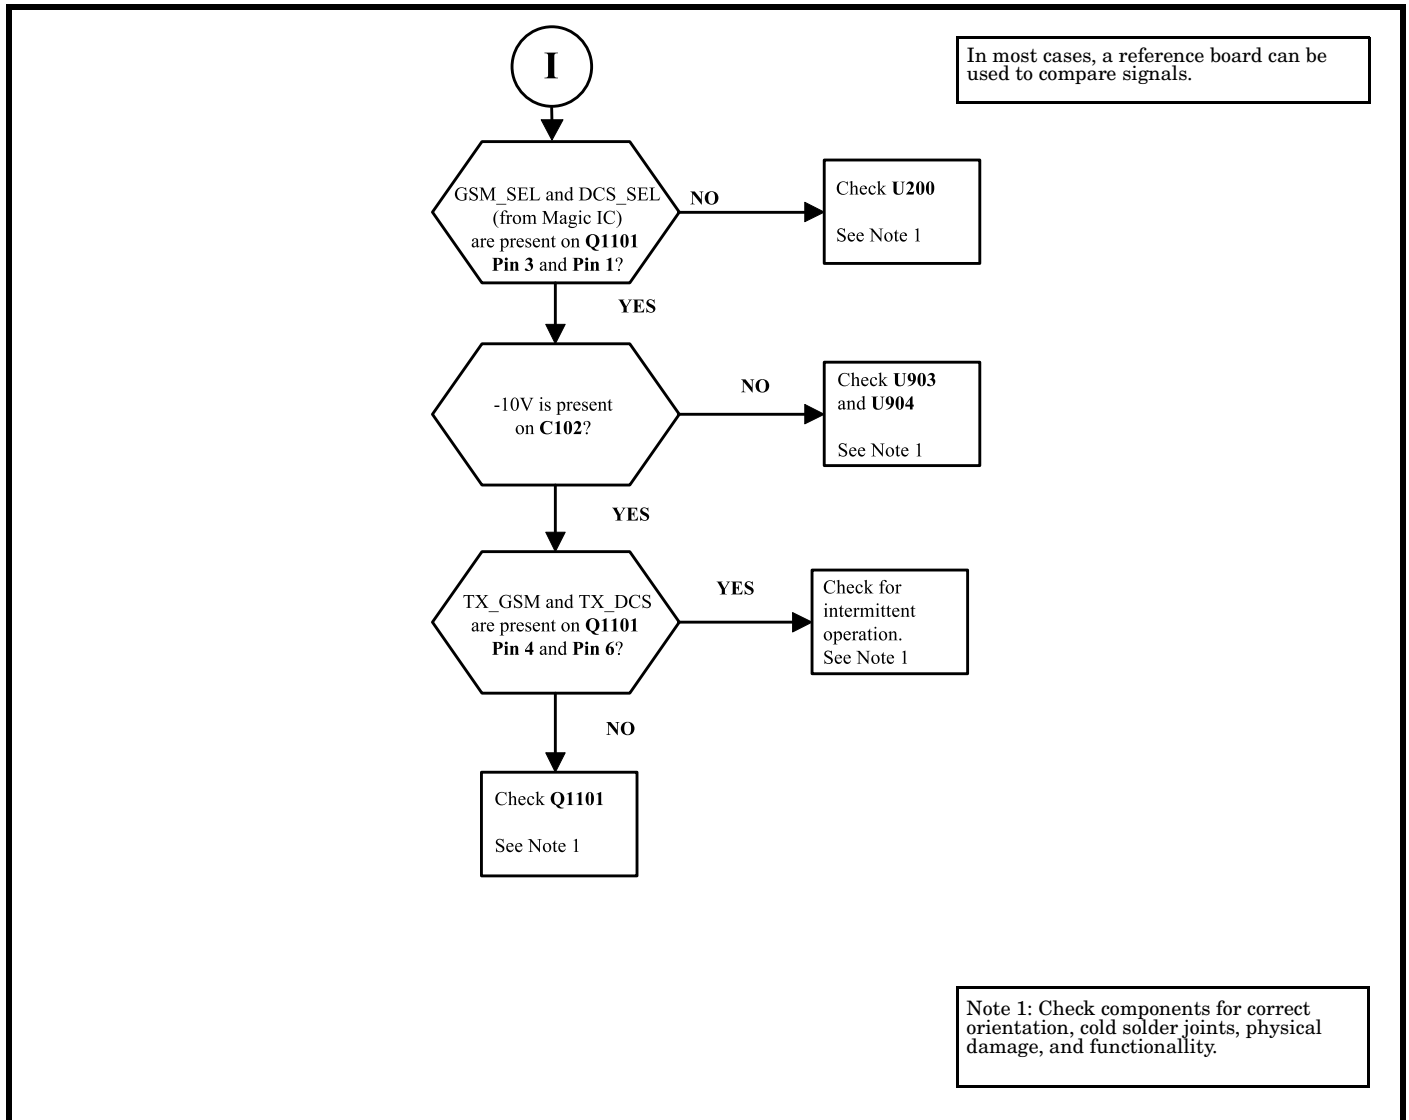 I
In most cases, a reference board can be
used to compare signals.
GSM_SEL and DCS_SEL
(from Magic IC)
are present on Q1101
Pin 3 and Pin 1?
NO
Check U200
See Note 1
YES
-10V is present
on C102?
NO
Check U903
and U904
See Note 1
YES
TX_GSM and TX_DCS
are present on Q1101
Pin 4 and Pin 6?
YES
Check for
intermittent
operation.
See Note 1
NO
Check Q1101
See Note 1
Note 1: Check components for correct
orientation, cold solder joints, physical
damage, and functionallity.